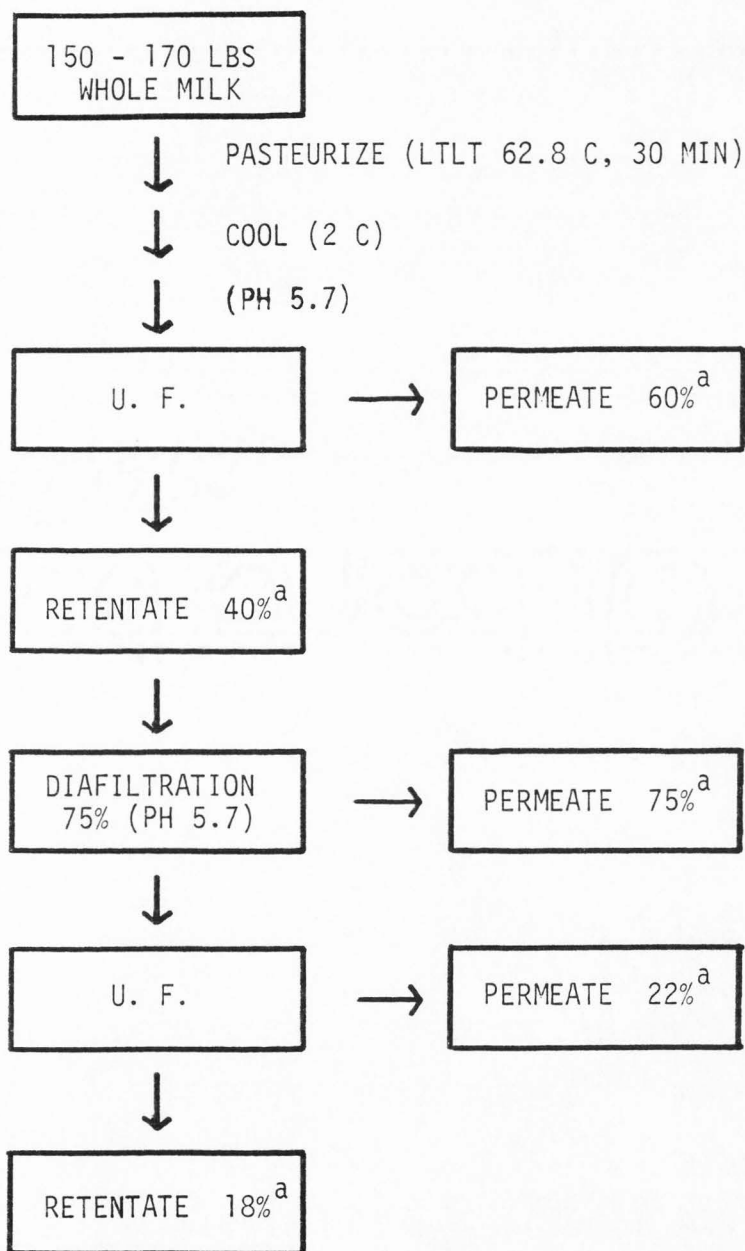 150 - 170 LBS
WHOLE MILK
PASTEURIZE (LTLT 62.8 C, 30 MIN)
COOL (2 C)
(PH 5.7)
U. F.
PERMEATE 60%a
RETENTATE 40%a
DIAFILTRATION
75% (PH 5.7)
PERMEATE 75%a
U. F.
PERMEATE 22%a
RETENTATE 18%a